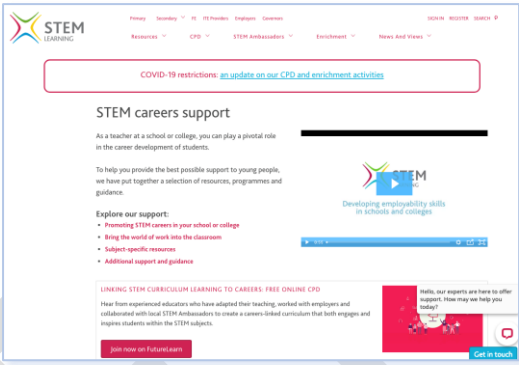 STEM
LEARNING
Primary Secondary FE ITE Providers Employers Governors
SIGN IN REGISTER SEARCH
Resources CPD STEM Ambassadors Enrichment News And Views
COVID-19 restrictions: an update on our CPD and enrichment activities
STEM careers support
As a teacher at a school or college, you can play a pivotal role
in the career development of students.
To help you provide the best possible support to young people,
we have put together a selection of resources, programmes and
guidance.
Explore our support:
Promoting STEM careers in your school or college
Bring the world of work into the classroom
Subject-specific resources
Additional support and guidance
STEM
LEARNING
Developing employability skills
in schools and colleges
LINKING STEM CURRICULUM LEARNING TO CAREERS: FREE ONLINE CPD
Hear from experienced educators who have adapted their teaching, worked with employers and
collaborated with local STEM Ambassadors to create a careers-linked curriculum that both engages and
inspires students within the STEM subjects.
Join now on FutureLearn
Hello, our experts are here to offer
support. How may we help you
today?
Get in touch